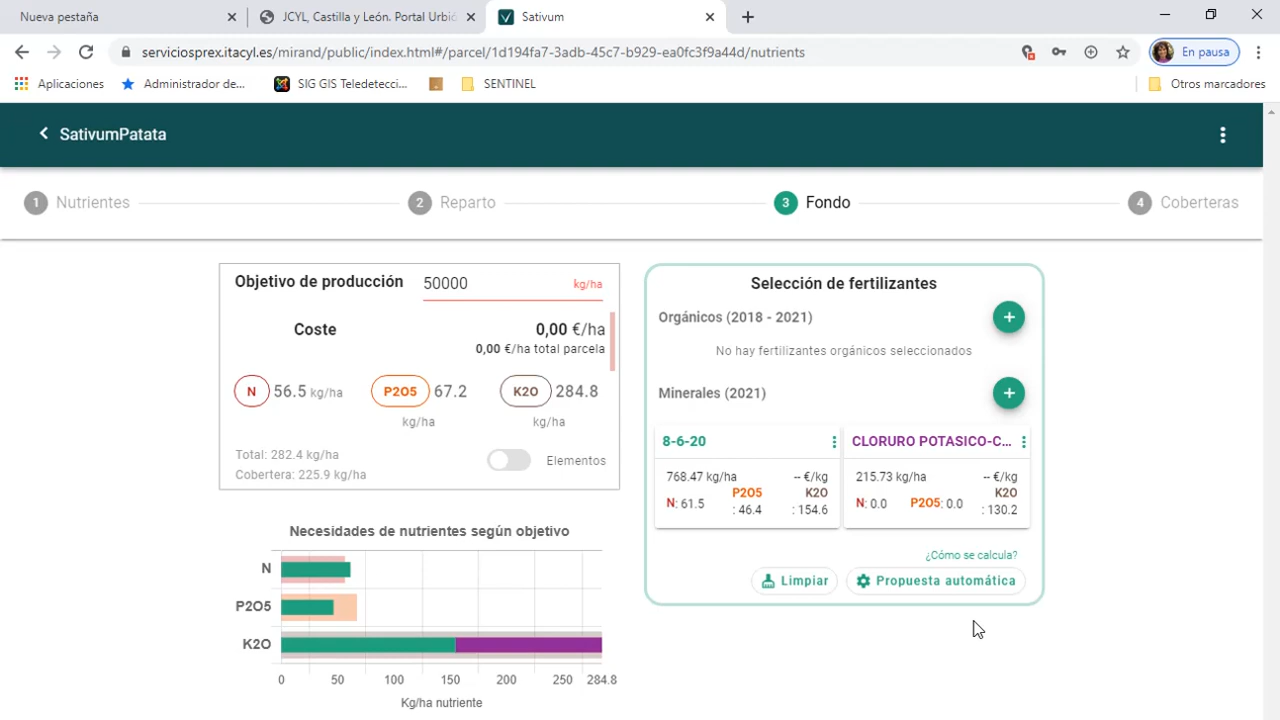 Nueva pestaña
JCYL, Castilla y León. Portal Urbió
Sativum
serviciosprex.itacyl.es/mirand/public/index.html#/parcel/1d194fa7-3adb-45c7-b929-ea0fc3f9a44d/nutrients
En pausa
Aplicaciones
Administrador de...
SIG GIS Teledetecci...
SENTINEL
Otros marcadores
SativumPatata
1 Nutrientes
2 Reparto
3 Fondo
4 Coberteras
Objetivo de producción 50000 kg/ha
Coste 0,00 €/ha
0,00 €/ha total parcela
N 56.5 kg/ha P2O5 67.2 K2O 284.8
kg/ha kg/ha
Total: 282.4 kg/ha
Cobertera: 225.9 kg/ha
Elementos
Necesidades de nutrientes según objetivo
N
P2O5
K2O
0 50 100 150 200 250 284.8
Kg/ha nutriente
Selección de fertilizantes
Orgánicos (2018 - 2021)
No hay fertilizantes orgánicos seleccionados
Minerales (2021)
8-6-20
768.47 kg/ha -- €/kg
N: 61.5 P2O5 : 46.4 K2O : 154.6
CLORURO POTASICO-C...
215.73 kg/ha -- €/kg
N: 0.0 P2O5: 0.0 K2O : 130.2
¿Cómo se calcula?
Limpiar
Propuesta automática